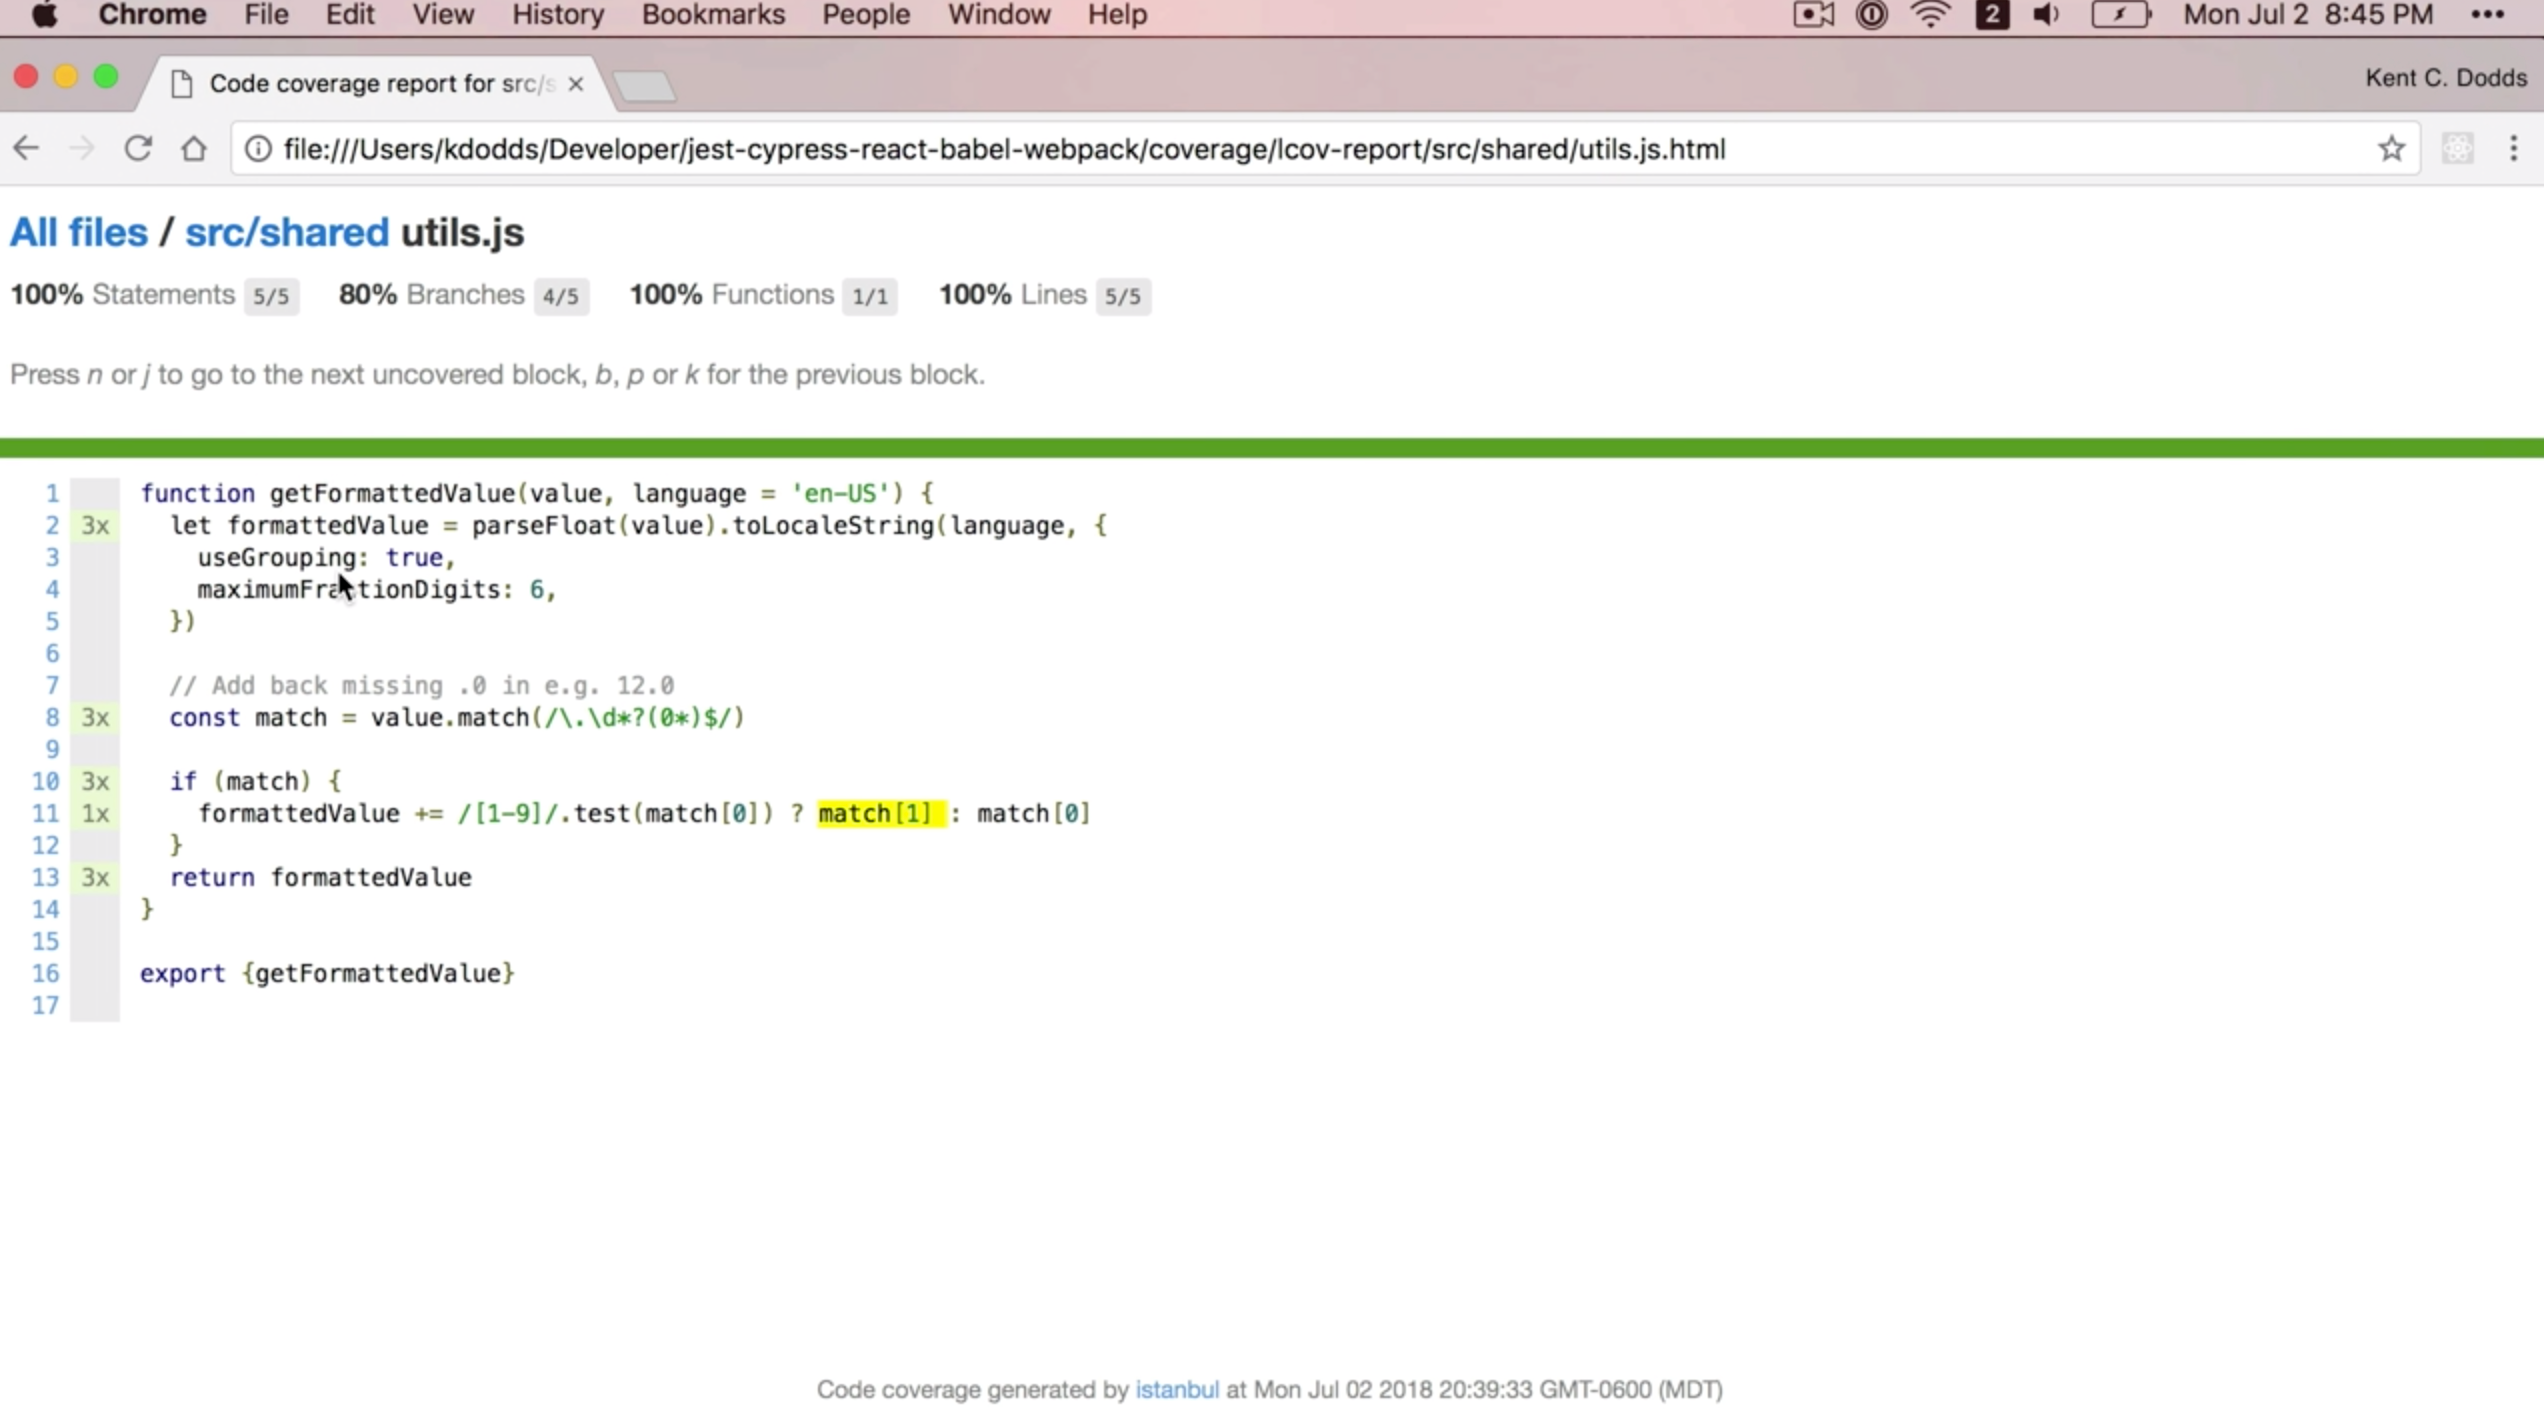 Chrome File Edit View History Bookmarks People Window Help 2 Mon Jul 2 8:45 PM
Code coverage report for src/s Kent C. Dodds
file:///Users/kdodds/Developer/jest-cypress-react-babel-webpack/coverage/lcov-report/src/shared/utils.js.html
All files / src/shared utils.js
100% Statements 5/5 80% Branches 4/5 100% Functions 1/1 100% Lines 5/5
Press n or j to go to the next uncovered block, b, p or k for the previous block.
1 function getFormattedValue(value, language = 'en-US') {
2 3x let formattedValue = parseFloat(value).toLocaleString(language, {
3 useGrouping: true,
4 maximumFractionDigits: 6,
5 })
6
7 // Add back missing .0 in e.g. 12.0
8 3x const match = value.match(/\.\d*?(0*)$/)
9
10 3x if (match) {
11 1x formattedValue += /[1-9]/.test(match[0]) ? match[1] : match[0]
12 }
13 3x return formattedValue
14 }
15
16 export {getFormattedValue}
17
Code coverage generated by istanbul at Mon Jul 02 2018 20:39:33 GMT-0600 (MDT)